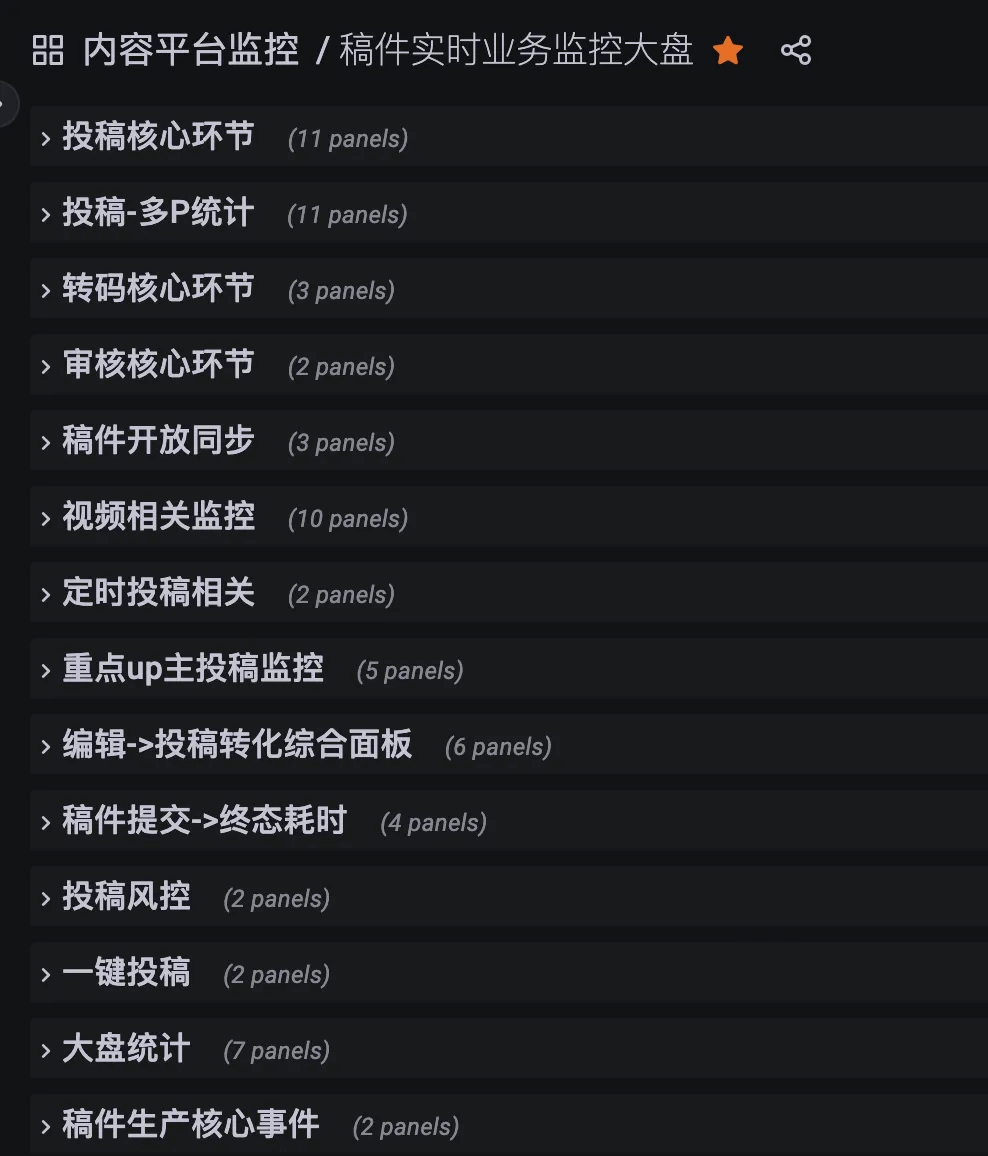 内容平台监控 / 稿件实时业务监控大盘
投稿核心环节 (11 panels)
投稿-多P统计 (11 panels)
转码核心环节 (3 panels)
审核核心环节 (2 panels)
稿件开放同步 (3 panels)
视频相关监控 (10 panels)
定时投稿相关 (2 panels)
重点up主投稿监控 (5 panels)
编辑->投稿转化综合面板 (6 panels)
稿件提交->终态耗时 (4 panels)
投稿风控 (2 panels)
一键投稿 (2 panels)
大盘统计 (7 panels)
稿件生产核心事件 (2 panels)